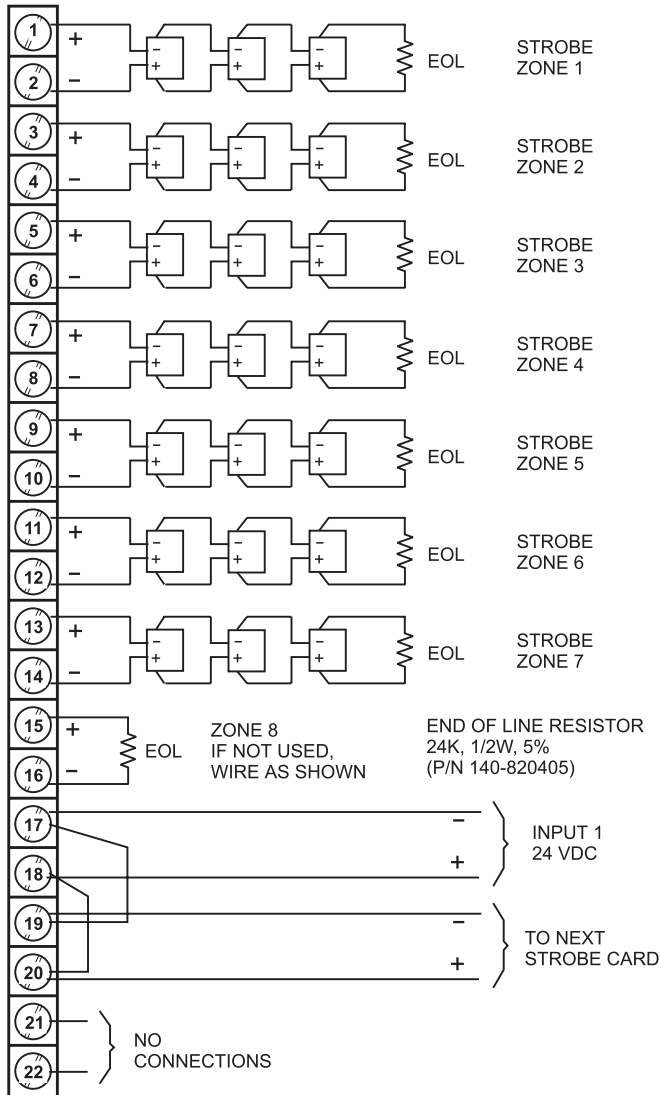 1
+
- + - + - +
EOL
STROBE
ZONE 1
2
−
3
+
- + - + - +
EOL
STROBE
ZONE 2
4
−
5
+
- + - + - +
EOL
STROBE
ZONE 3
6
−
7
+
- + - + - +
EOL
STROBE
ZONE 4
8
−
9
+
- + - + - +
EOL
STROBE
ZONE 5
10
−
11
+
- + - + - +
EOL
STROBE
ZONE 6
12
−
13
+
- + - + - +
EOL
STROBE
ZONE 7
14
−
15
+
EOL
16
−
ZONE 8
IF NOT USED,
WIRE AS SHOWN
END OF LINE RESISTOR
24K, 1/2W, 5%
(P/N 140-820405)
17
−
18
+
INPUT 1
24 VDC
19
−
20
+
TO NEXT
STROBE CARD
21
22
NO
CONNECTIONS